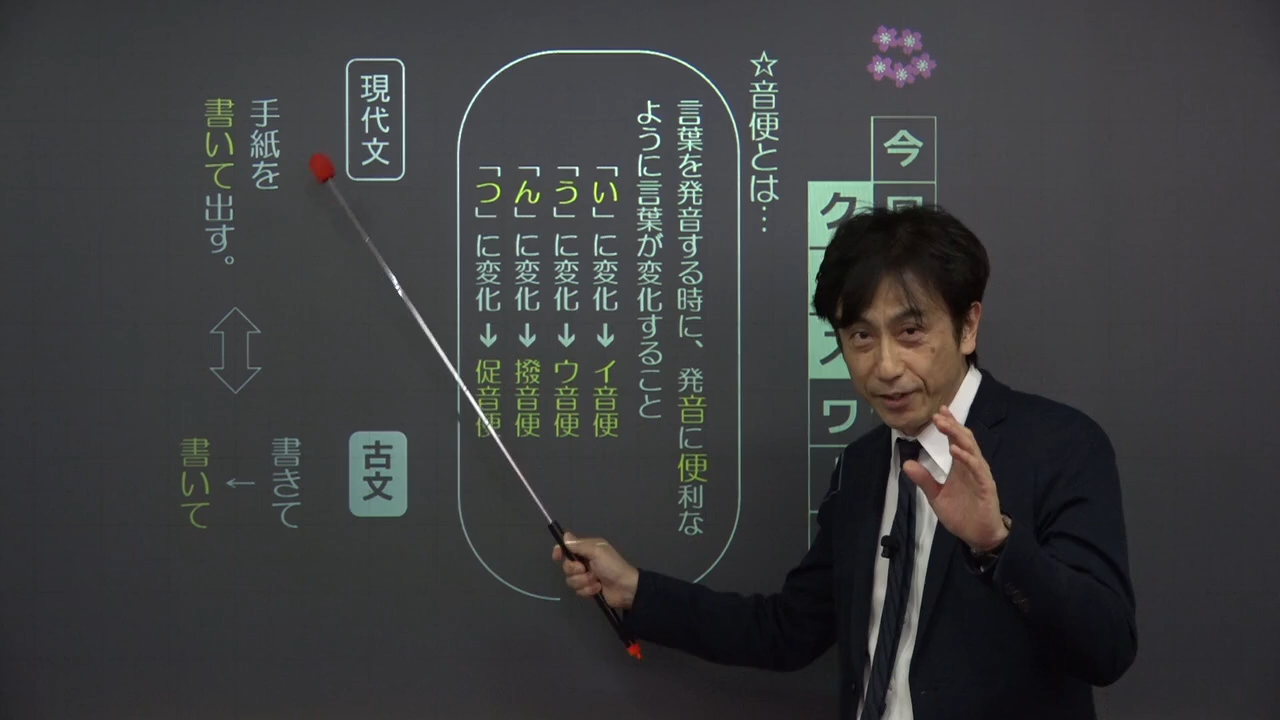 今
ク
ワ
☆音便とは…
言葉を発音する時に、発音に便利な
ように言葉が変化すること
「い」に変化→イ音便
「う」に変化→ウ音便
「ん」に変化→撥音便
「つ」に変化→促音便
現代文
手紙を
書いて出す。
古文
書きて
↓
書いて